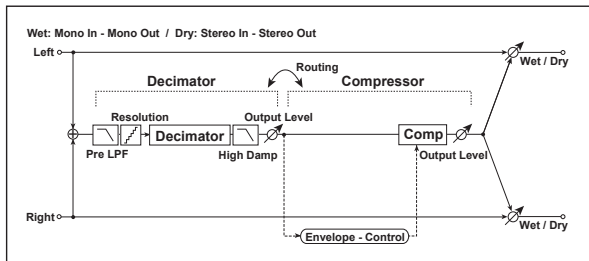 Wet: Mono In - Mono Out / Dry: Stereo In - Stereo Out
Left
Wet / Dry
Routing
Decimator
Compressor
Resolution
Output Level
Decimator
Comp
Pre LPF
High Damp
Output Level
Right
Wet / Dry
Envelope - Control